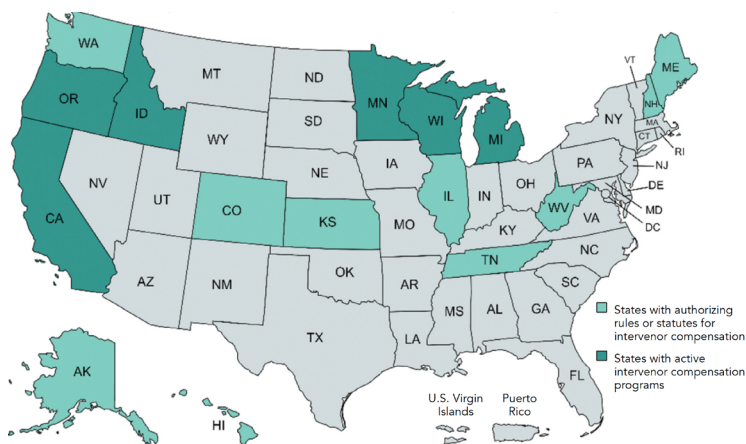 WA
MT
ND
MN
OR
ID
SD
WI
MI
WY
NE
IA
NV
UT
CO
KS
CA
IL
IN
OH
MO
KY
WV
VA
PA
NY
VT
NH
ME
MA
CT
RI
NJ
DE
MD
DC
AZ
NM
OK
AR
TN
NC
SC
TX
LA
MS
AL
GA
FL
AK
HI
U.S. Virgin
Islands
Puerto
Rico
States with authorizing
rules or statutes for
intervenor compensation
States with active
intervenor compensation
programs